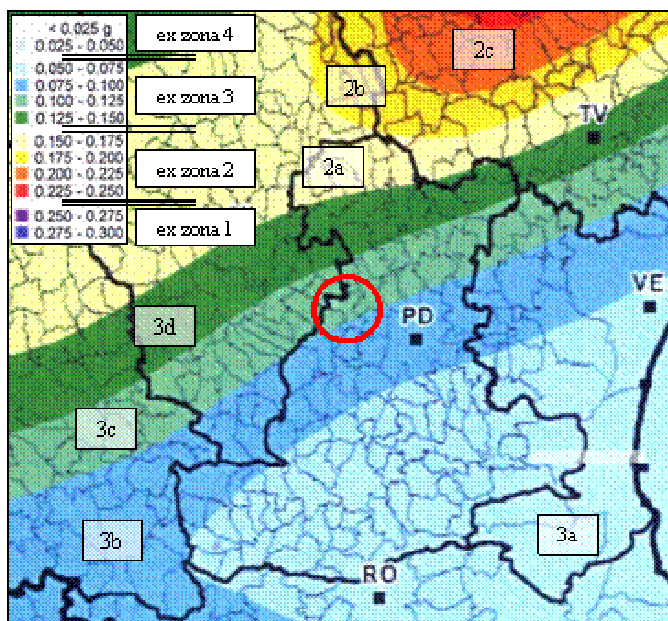 < 0.025 g
ex zona 4
0.025 - 0.050
0.050 - 0.075
0.075 - 0.100
ex zona 3
0.100 - 0.125
0.125 - 0.150
0.150 - 0.175
0.175 - 0.200
ex zona 2
0.200 - 0.225
0.225 - 0.250
0.250 - 0.275
ex zona 1
0.275 - 0.300
2c
2b
TV
2a
VE
PD
3d
3c
3b
3a
RO